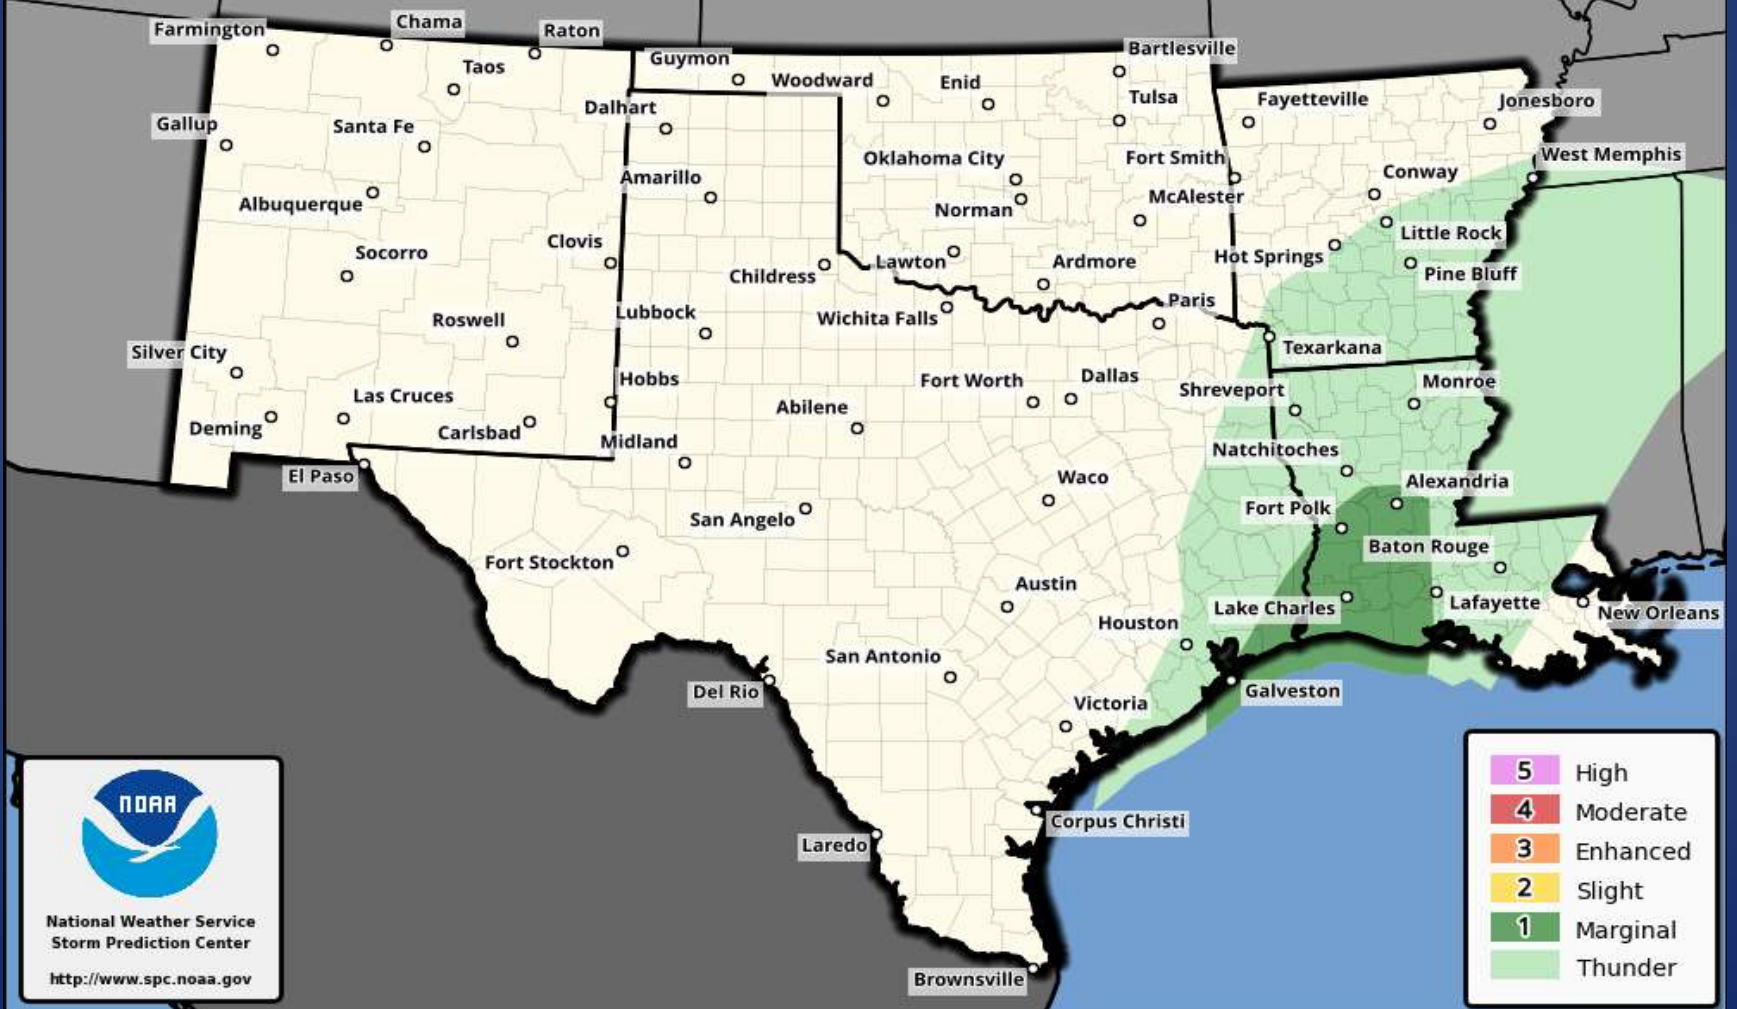 Farmington
Chama
Raton
Taos
Guymon
Woodward
Enid
Bartlesville
Tulsa
Fayetteville
Jonesboro
Dalhart
Gallup
Santa Fe
Oklahoma City
Fort Smith
West Memphis
Conway
Amarillo
McAlester
Albuquerque
Norman
Little Rock
Socorro
Clovis
Lawton
Ardmore
Hot Springs
Pine Bluff
Childress
Paris
Roswell
Lubbock
Wichita Falls
Silver City
Texarkana
Hobbs
Fort Worth
Dallas
Shreveport
Monroe
Las Cruces
Abilene
Deming
Carlsbad
Midland
Natchitoches
El Paso
Waco
Alexandria
San Angelo
Fort Polk
Fort Stockton
Baton Rouge
Austin
Lake Charles
Lafayette
New Orleans
Houston
San Antonio
Del Rio
Galveston
Victoria
Corpus Christi
Laredo
Brownsville
NOAA
National Weather Service
Storm Prediction Center
http://www.spc.noaa.gov
5 High
4 Moderate
3 Enhanced
2 Slight
1 Marginal
Thunder